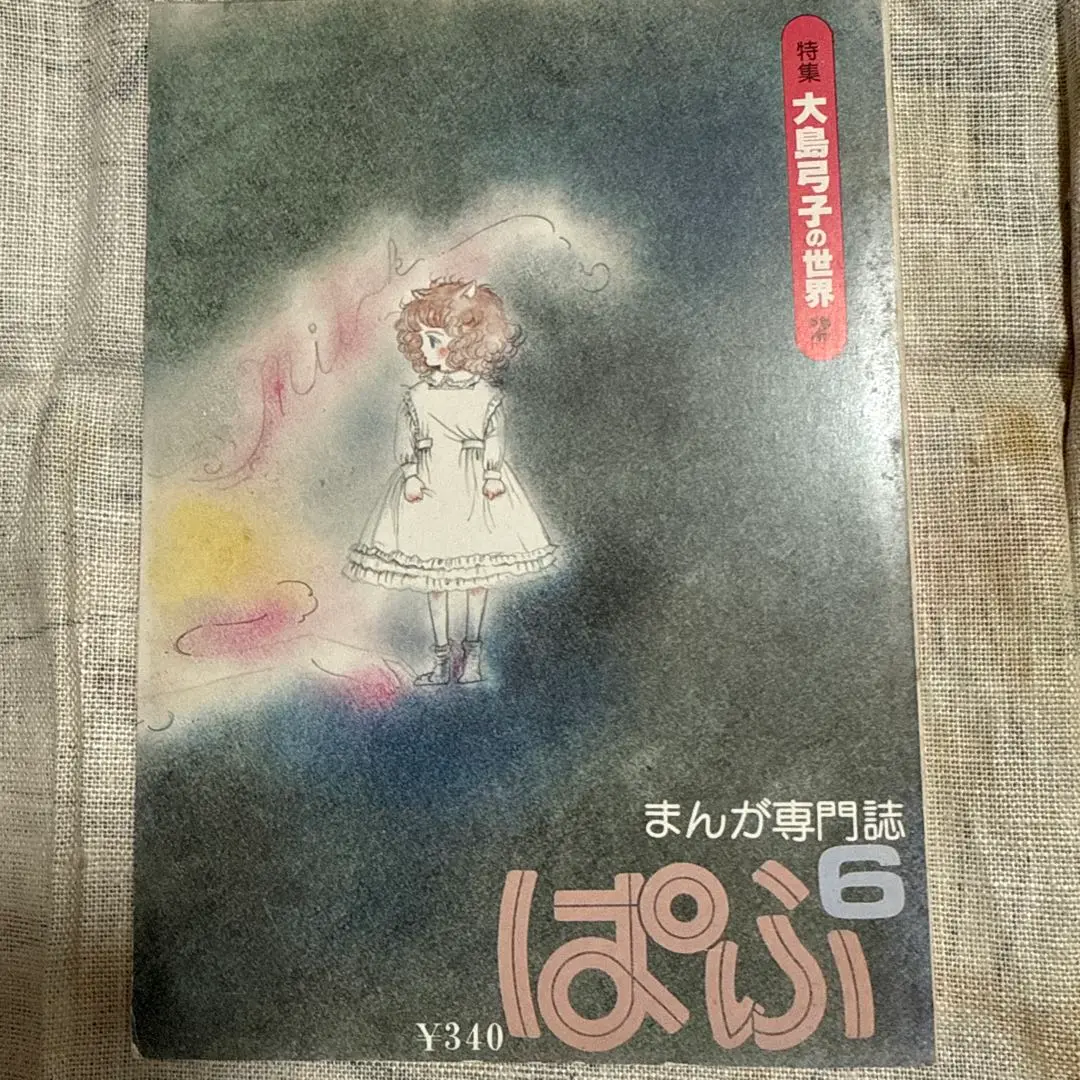 特集 大島弓子の世界
まんが専門誌
ぱふ 6
¥340